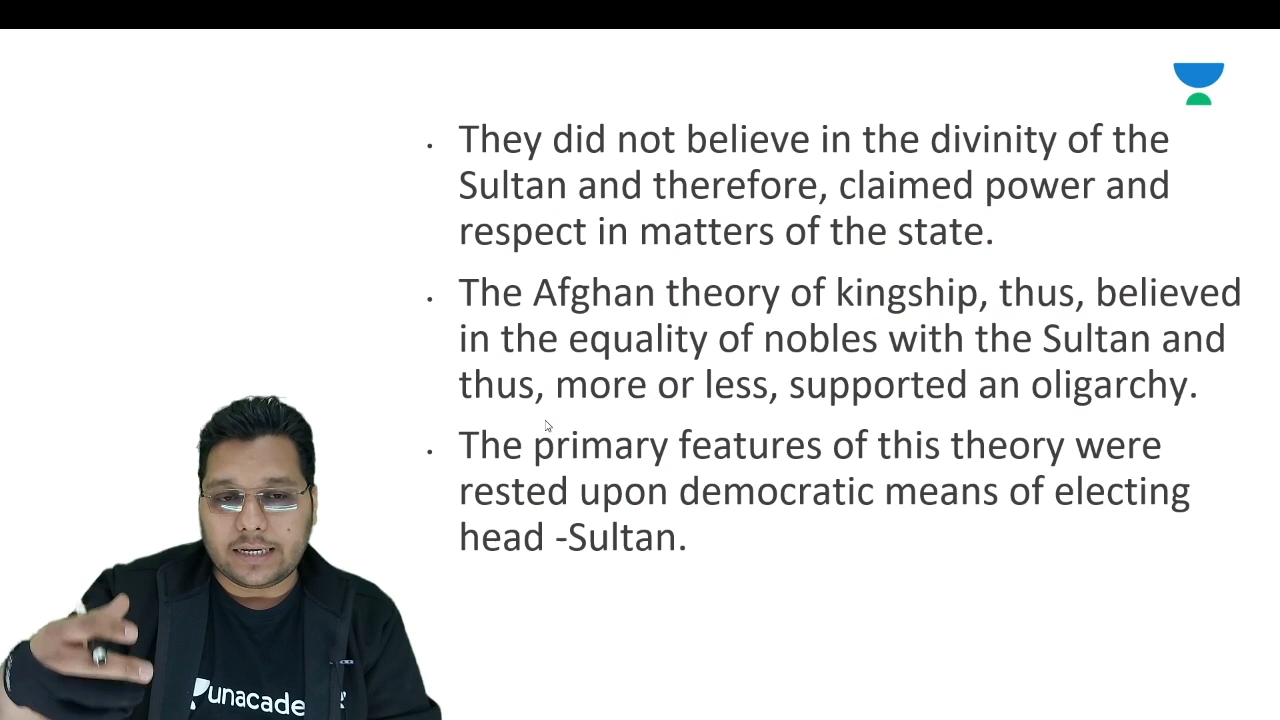 They did not believe in the divinity of the
Sultan and therefore, claimed power and
respect in matters of the state.
The Afghan theory of kingship, thus, believed
in the equality of nobles with the Sultan and
thus, more or less, supported an oligarchy.
The primary features of this theory were
rested upon democratic means of electing
head -Sultan.
unacade